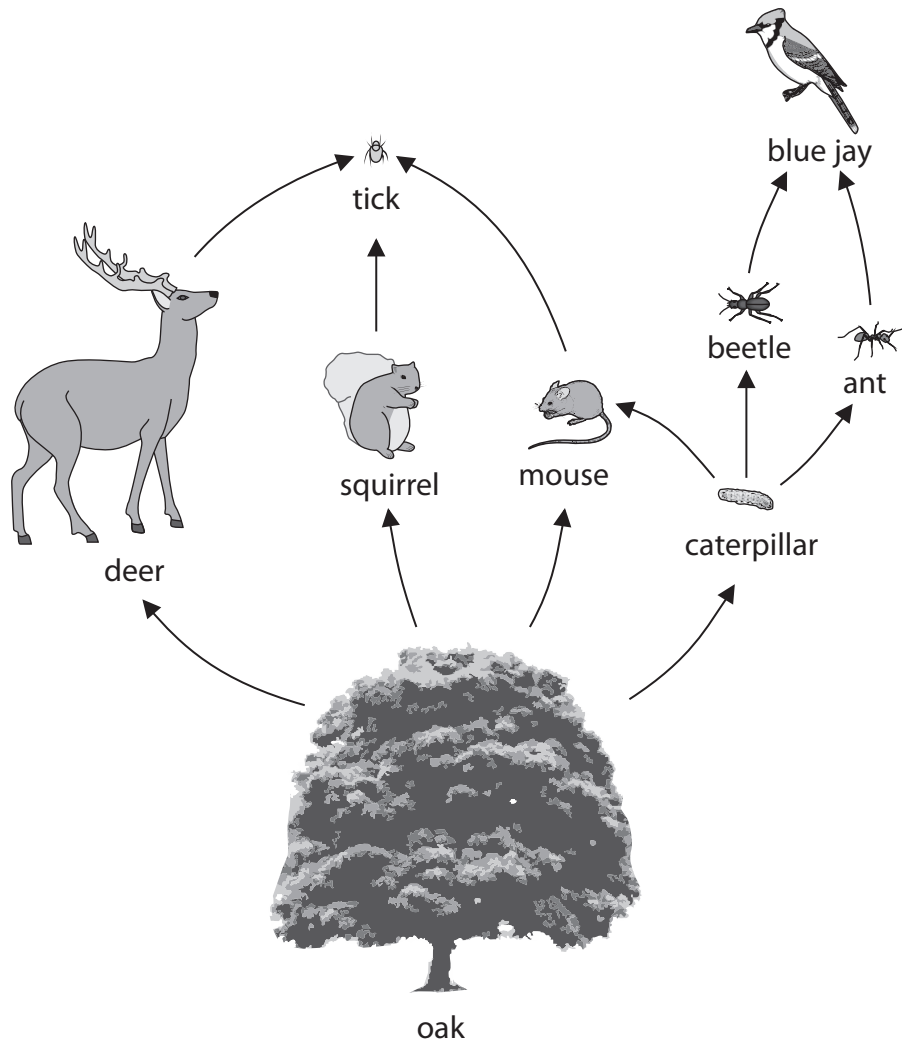 blue jay
tick
beetle
ant
squirrel
mouse
caterpillar
deer
oak